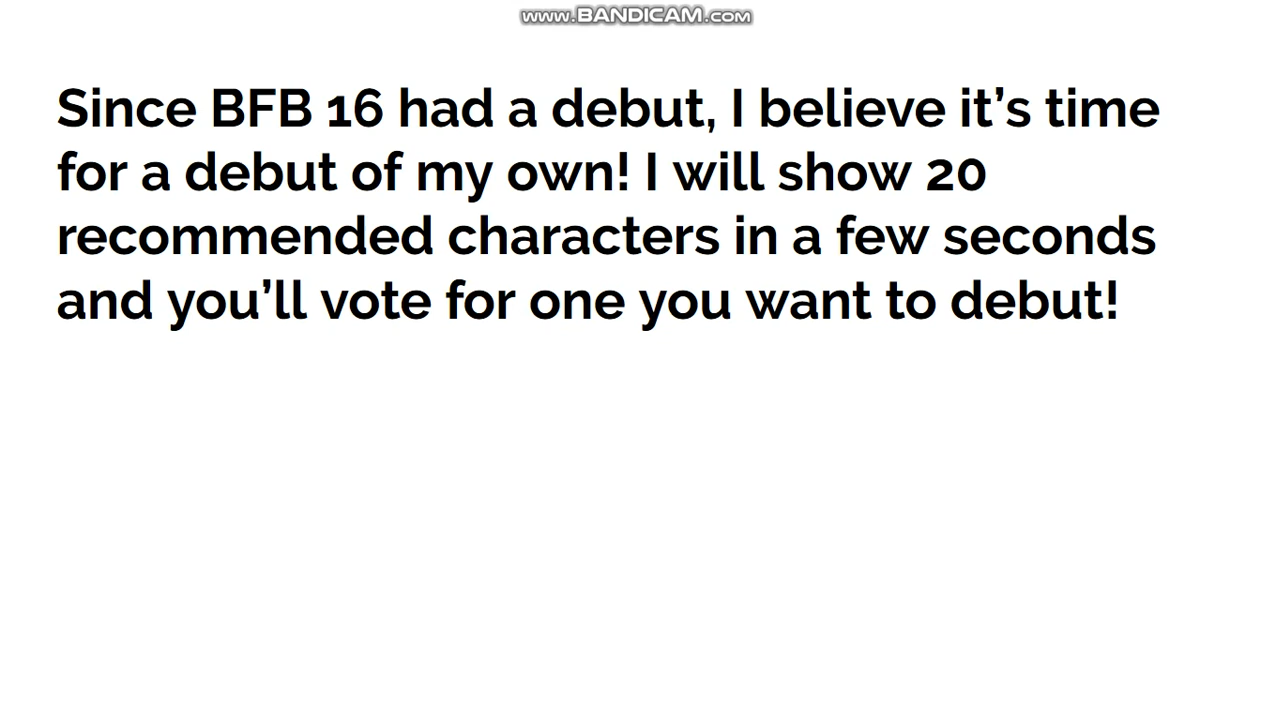 www.BANDICAM.com
Since BFB 16 had a debut, I believe it’s time
for a debut of my own! I will show 20
recommended characters in a few seconds
and you’ll vote for one you want to debut!